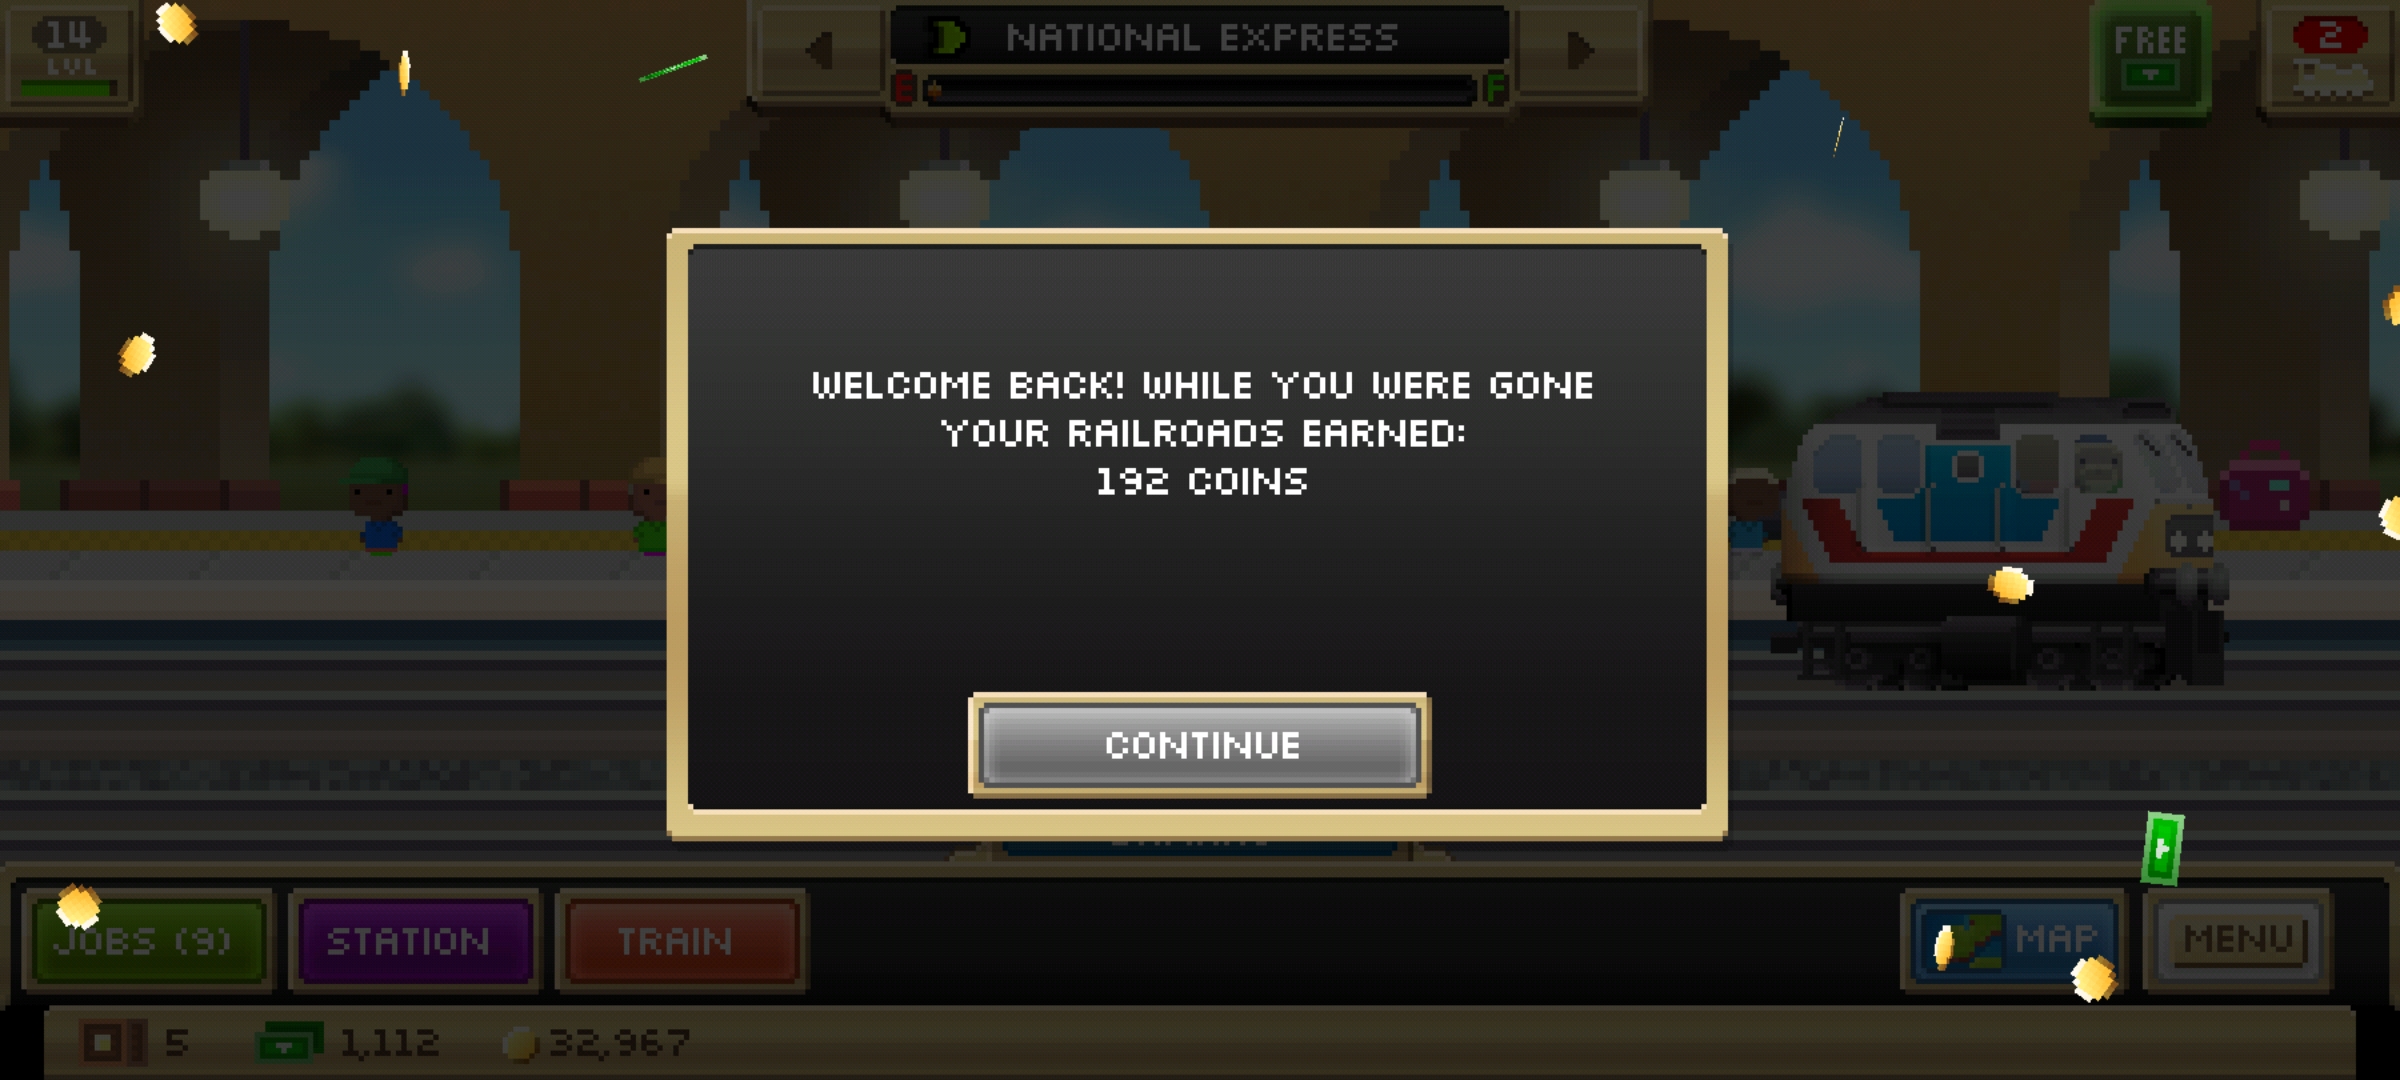 14
LVL
NATIONAL EXPRESS
E
F
FREE
2
WELCOME BACK! WHILE YOU WERE GONE
YOUR RAILROADS EARNED:
192 COINS
CONTINUE
JOBS (9)
STATION
TRAIN
MAP
MENU
5
1,112
32,967